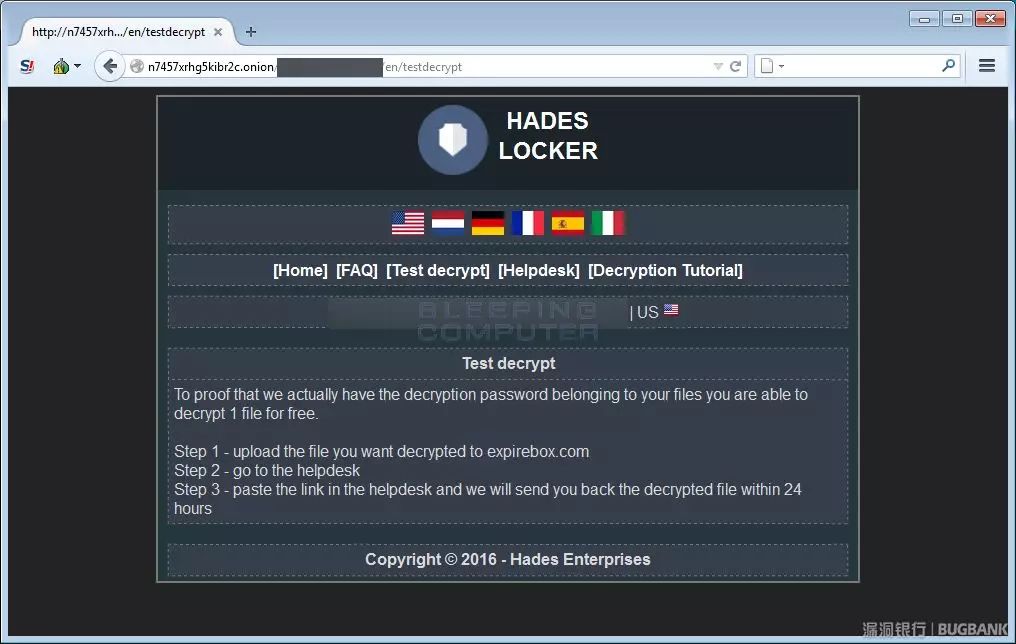 http://n7457xrh.../en/testdecrypt
S!
n7457xrhg5kibr2c.onion/ en/testdecrypt
HADES
LOCKER
[Home] [FAQ] [Test decrypt] [Helpdesk] [Decryption Tutorial]
BLEEPING
COMPUTER
| US
Test decrypt
To proof that we actually have the decryption password belonging to your files you are able to
decrypt 1 file for free.
Step 1 - upload the file you want decrypted to expirebox.com
Step 2 - go to the helpdesk
Step 3 - paste the link in the helpdesk and we will send you back the decrypted file within 24
hours
Copyright © 2016 - Hades Enterprises
漏洞银行 | BUGBANK